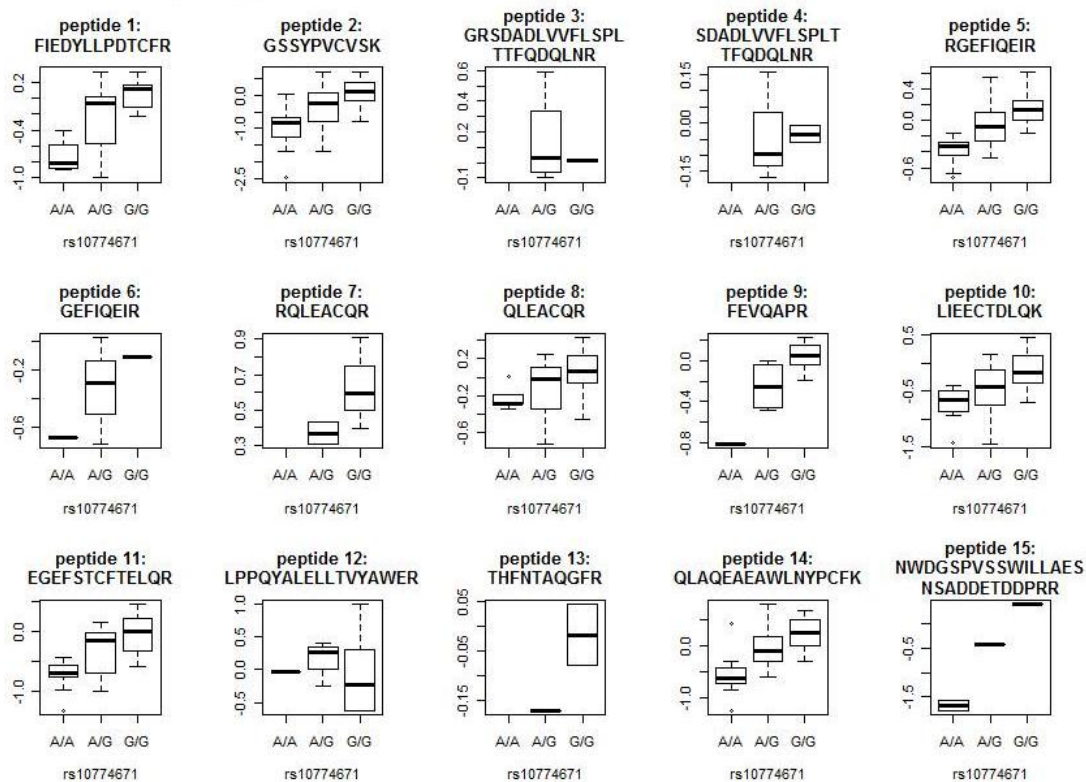 peptide 1:
FIEDYLLPDTCFR
0.2
-0.4
-1.0
A/A A/G G/G
rs10774671
peptide 2:
GSSYPVCVSK
0.0
-1.0
-2.5
A/A A/G G/G
rs10774671
peptide 3:
GRSDADLVVFLSPL
TTFQDQLNR
0.6
0.4
0.2
-0.1
A/A A/G G/G
rs10774671
peptide 4:
SDADLVVFLSPLT
TFQDQLNR
0.15
0.00
-0.15
A/A A/G G/G
rs10774671
peptide 5:
RGEFIQEIR
0.4
0.0
-0.6
A/A A/G G/G
rs10774671
peptide 6:
GEFIQEIR
-0.2
-0.6
A/A A/G G/G
rs10774671
peptide 7:
RQLEACQR
0.9
0.7
0.5
0.3
A/A A/G G/G
rs10774671
peptide 8:
QLEACQR
0.2
-0.2
-0.6
A/A A/G G/G
rs10774671
peptide 9:
FEVQAPR
0.0
-0.4
-0.8
A/A A/G G/G
rs10774671
peptide 10:
LIEECTDLQK
0.5
-0.5
-1.5
A/A A/G G/G
rs10774671
peptide 11:
EGEFSTCFTELQR
0.0
-1.0
A/A A/G G/G
rs10774671
peptide 12:
LPPQYALELLTVYAWER
1.0
0.5
0.0
-0.5
A/A A/G G/G
rs10774671
peptide 13:
THFNTAQGFR
0.05
-0.05
-0.15
A/A A/G G/G
rs10774671
peptide 14:
QLAQEAEAWLNYPCFK
0.0
-1.0
A/A A/G G/G
rs10774671
peptide 15:
NWDGSPVSSWILLAES
NSADDETDDPRR
-0.5
-1.5
A/A A/G G/G
rs10774671